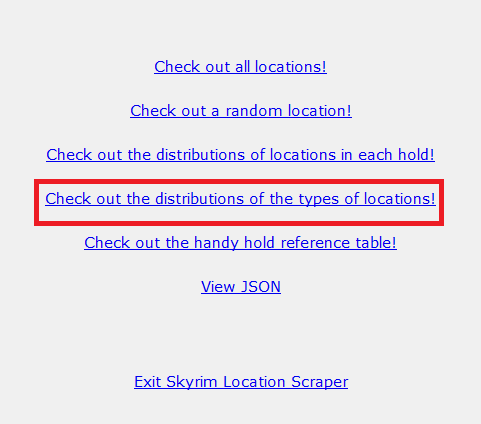 Check out all locations!
Check out a random location!
Check out the distributions of locations in each hold!
Check out the distributions of the types of locations!
Check out the handy hold reference table!
View JSON
Exit Skyrim Location Scraper